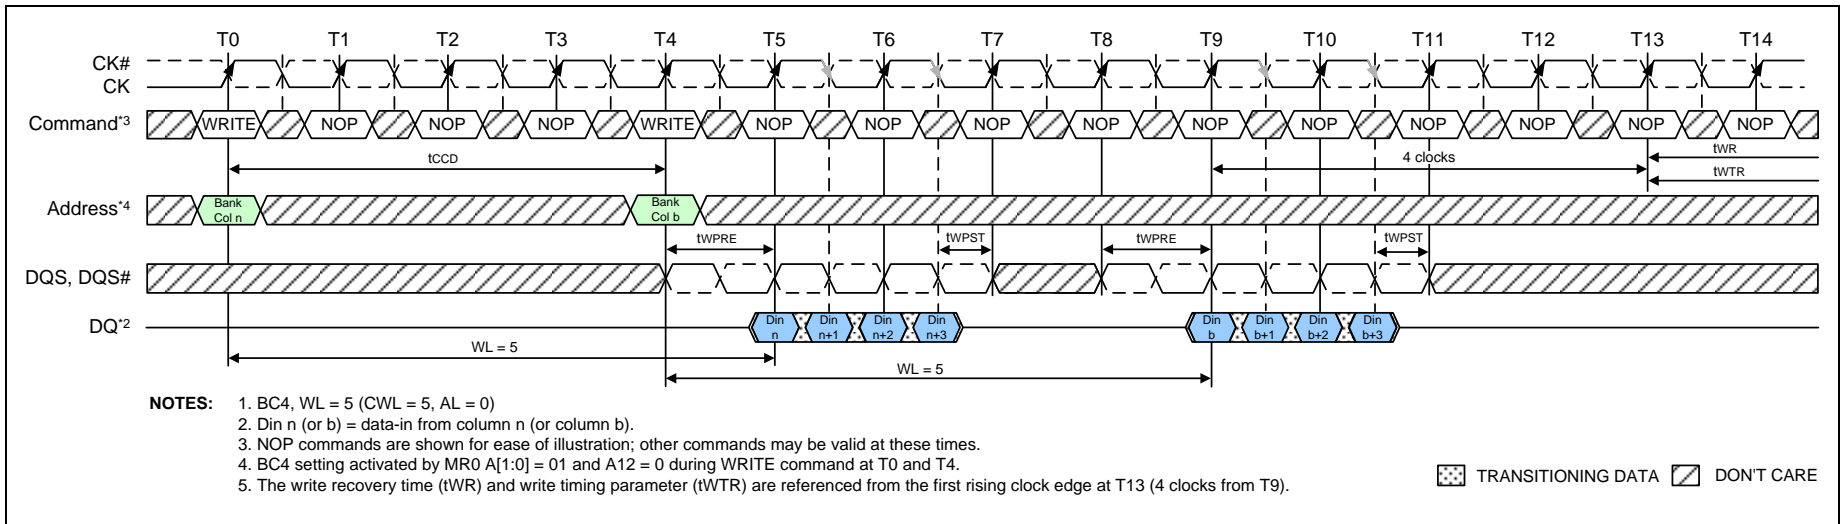 T0 T1 T2 T3 T4 T5 T6 T7 T8 T9 T10 T11 T12 T13 T14
CK#
CK
Command*3 WRITE NOP NOP NOP WRITE NOP NOP NOP NOP NOP NOP NOP NOP NOP NOP
tCCD 4 clocks tWR
tWTR
Address*4 Bank Col n Bank Col b
tWPRE tWPST tWPRE tWPST
DQS, DQS#
DQ*2 Din n Din n+1 Din n+2 Din n+3 Din b Din b+1 Din b+2 Din b+3
WL = 5
WL = 5
NOTES: 1. BC4, WL = 5 (CWL = 5, AL = 0)
2. Din n (or b) = data-in from column n (or column b).
3. NOP commands are shown for ease of illustration; other commands may be valid at these times.
4. BC4 setting activated by MR0 A[1:0] = 01 and A12 = 0 during WRITE command at T0 and T4.
5. The write recovery time (tWR) and write timing parameter (tWTR) are referenced from the first rising clock edge at T13 (4 clocks from T9).
TRANSITIONING DATA DON'T CARE